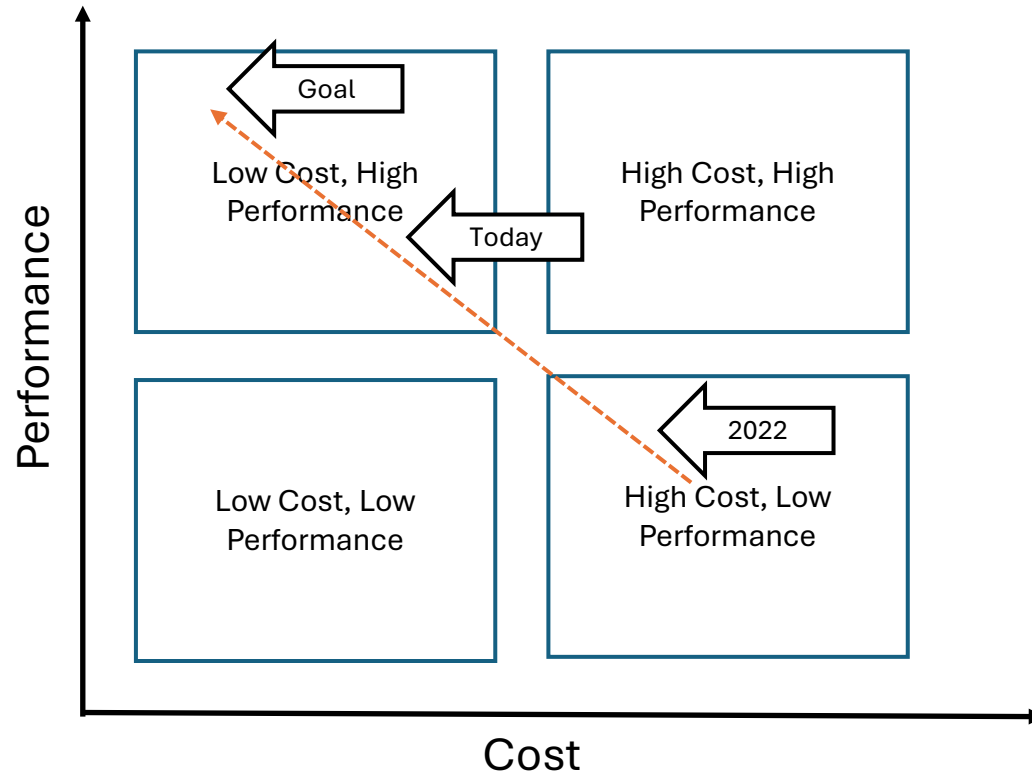 Goal
Low Cost, High
Performance
High Cost, High
Performance
Today
Performance
2022
Low Cost, Low
Performance
High Cost, Low
Performance
Cost